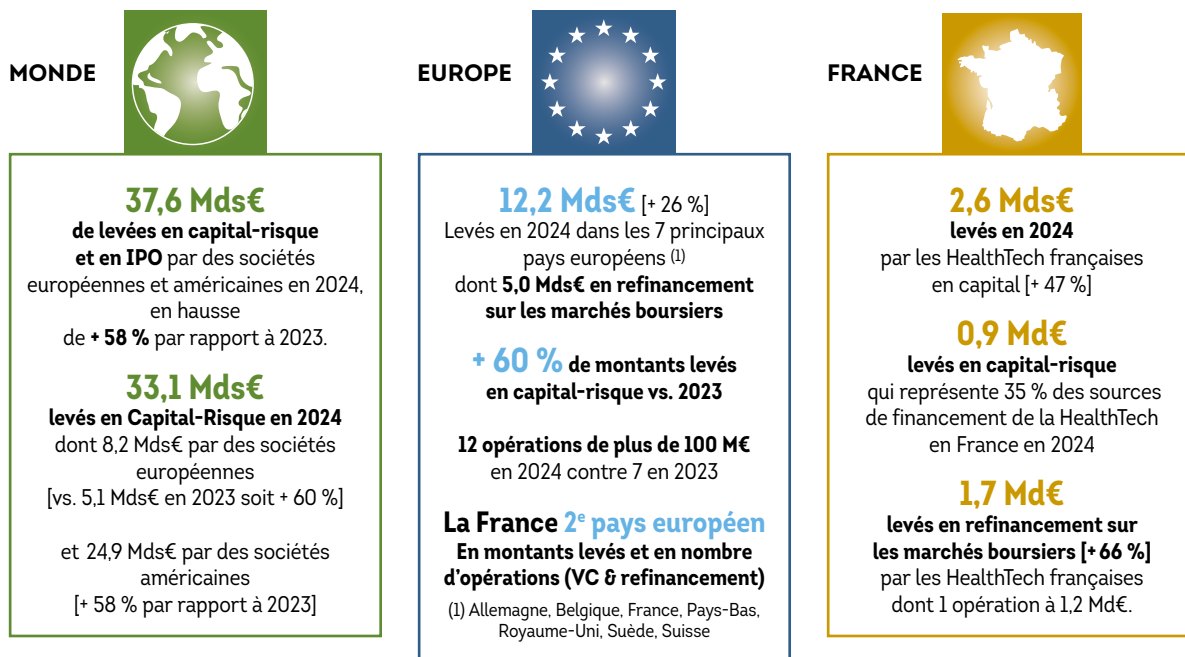 MONDE
37,6 Mds€
de levées en capital-risque
et en IPO par des sociétés
européennes et américaines en 2024,
en hausse
de + 58 % par rapport à 2023.
33,1 Mds€
levés en Capital-Risque en 2024
dont 8,2 Mds€ par des sociétés
européennes
[vs. 5,1 Mds€ en 2023 soit + 60 %]
et 24,9 Mds€ par des sociétés
américaines
[+ 58 % par rapport à 2023]
EUROPE
12,2 Mds€ [+ 26 %]
Levés en 2024 dans les 7 principaux
pays européens (1)
dont 5,0 Mds€ en refinancement
sur les marchés boursiers
+ 60 % de montants levés
en capital-risque vs. 2023
12 opérations de plus de 100 M€
en 2024 contre 7 en 2023
La France 2e pays européen
En montants levés et en nombre
d'opérations (VC & refinancement)
(1) Allemagne, Belgique, France, Pays-Bas,
Royaume-Uni, Suède, Suisse
FRANCE
2,6 Mds€
levés en 2024
par les HealthTech françaises
en capital [+ 47 %]
0,9 Md€
levés en capital-risque
qui représente 35 % des sources
de financement de la HealthTech
en France en 2024
1,7 Md€
levés en refinancement sur
les marchés boursiers [+ 66 %]
par les HealthTech françaises
dont 1 opération à 1,2 Md€.